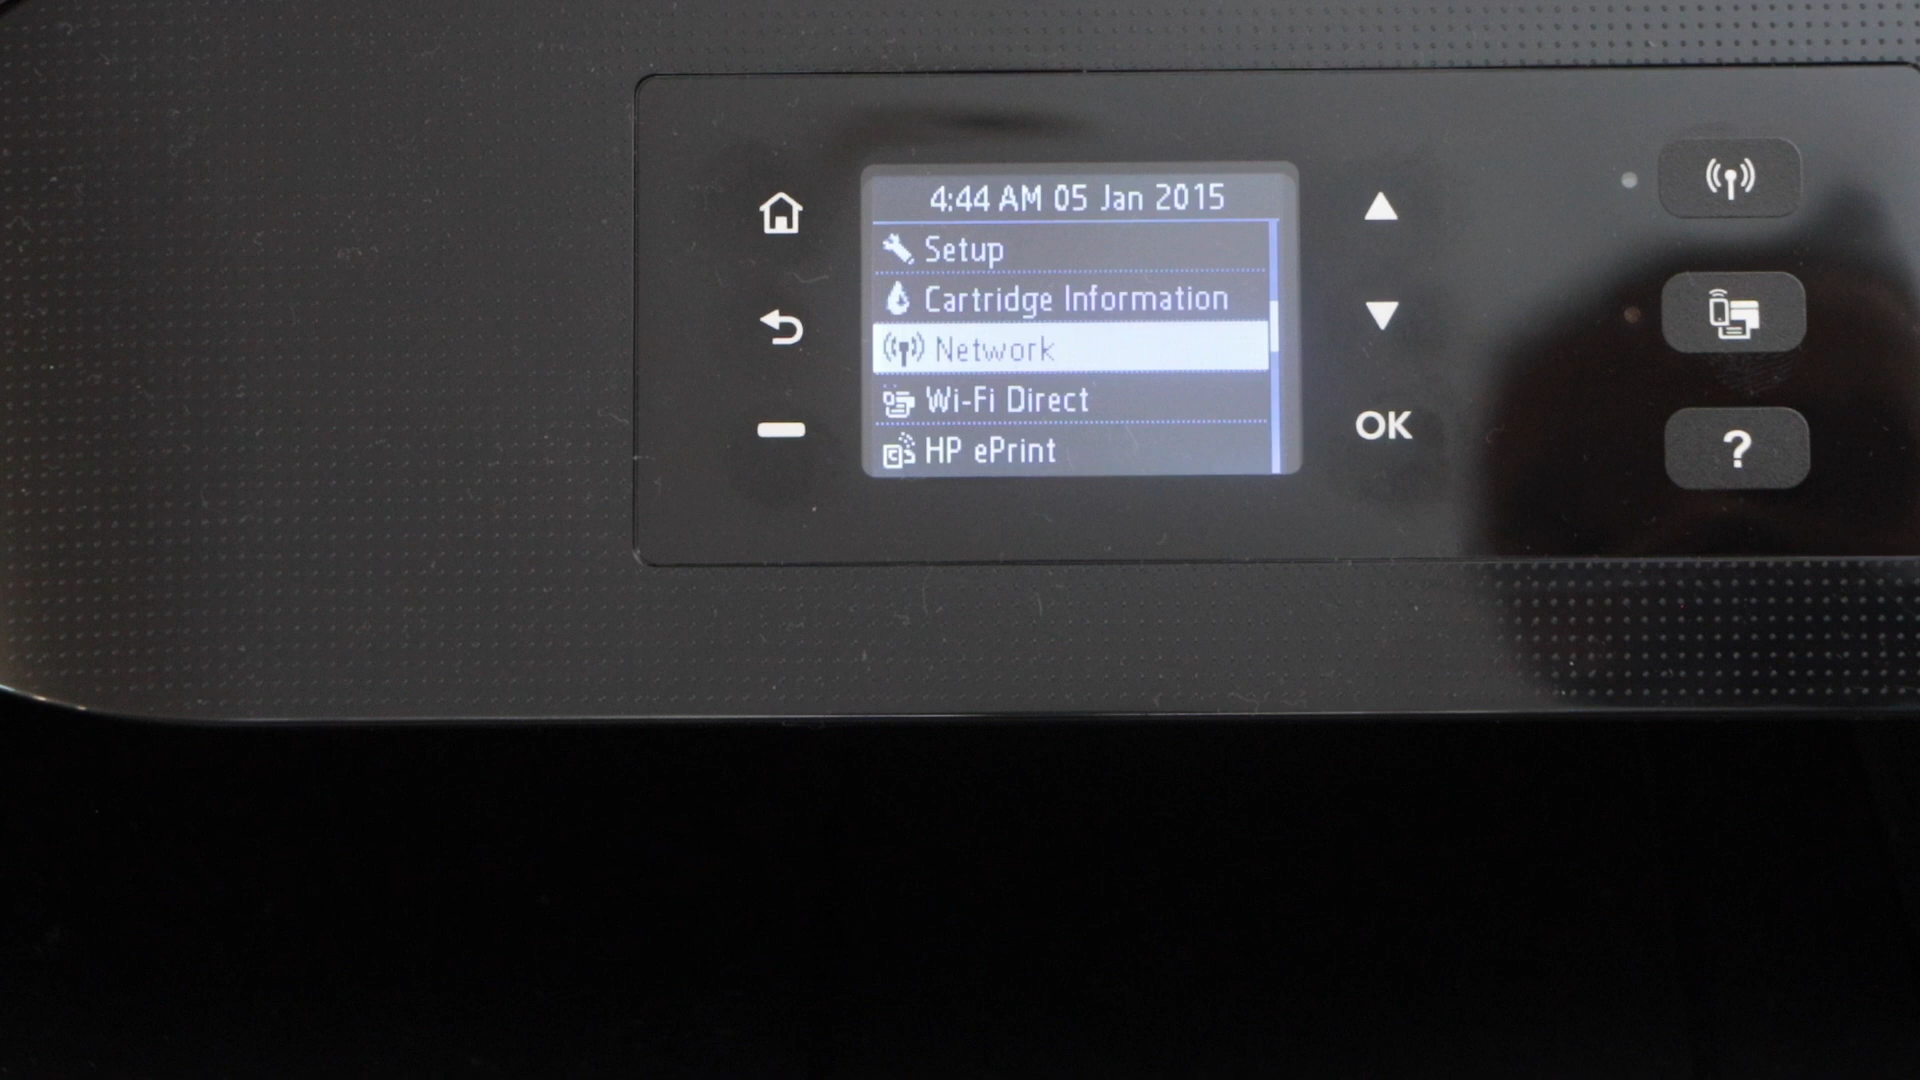 4:44 AM 05 Jan 2015
Setup
Cartridge Information
Network
Wi-Fi Direct
HP ePrint
OK
?